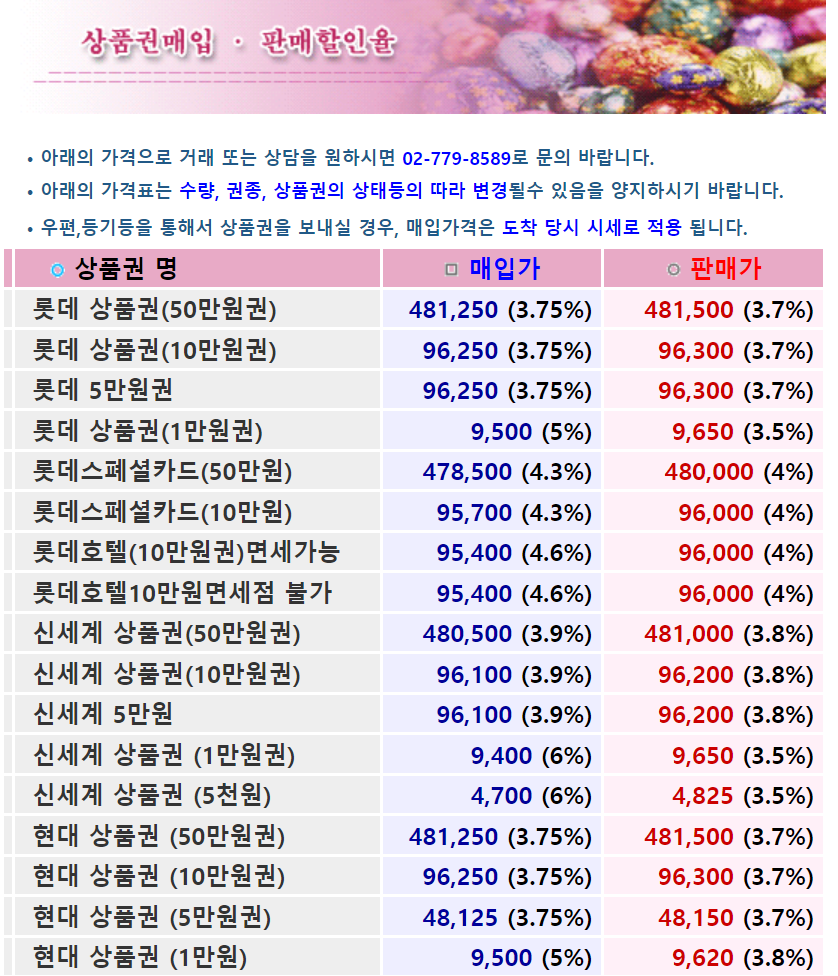 상품권매입 · 판매할인율
• 아래의 가격으로 거래 또는 상담을 원하시면 02-779-8589로 문의 바랍니다.
• 아래의 가격표는 수량, 권종, 상품권의 상태등의 따라 변경될수 있음을 양지하시기 바랍니다.
• 우편,등기등을 통해서 상품권을 보내실 경우, 매입가격은 도착 당시 시세로 적용 됩니다.
상품권 명 매입가 판매가
롯데 상품권(50만원권) 481,250 (3.75%) 481,500 (3.7%)
롯데 상품권(10만원권) 96,250 (3.75%) 96,300 (3.7%)
롯데 5만원권 96,250 (3.75%) 96,300 (3.7%)
롯데 상품권(1만원권) 9,500 (5%) 9,650 (3.5%)
롯데스페셜카드(50만원) 478,500 (4.3%) 480,000 (4%)
롯데스페셜카드(10만원) 95,700 (4.3%) 96,000 (4%)
롯데호텔(10만원권)면세가능 95,400 (4.6%) 96,000 (4%)
롯데호텔10만원면세점 불가 95,400 (4.6%) 96,000 (4%)
신세계 상품권(50만원권) 480,500 (3.9%) 481,000 (3.8%)
신세계 상품권(10만원권) 96,100 (3.9%) 96,200 (3.8%)
신세계 5만원 96,100 (3.9%) 96,200 (3.8%)
신세계 상품권 (1만원권) 9,400 (6%) 9,650 (3.5%)
신세계 상품권 (5천원) 4,700 (6%) 4,825 (3.5%)
현대 상품권 (50만원권) 481,250 (3.75%) 481,500 (3.7%)
현대 상품권 (10만원권) 96,250 (3.75%) 96,300 (3.7%)
현대 상품권 (5만원권) 48,125 (3.75%) 48,150 (3.7%)
현대 상품권 (1만원) 9,500 (5%) 9,620 (3.8%)